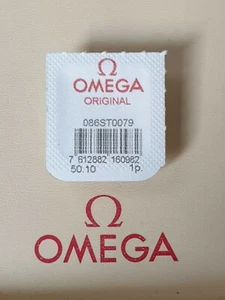 Ω
OMEGA
ORIGINAL
086ST0079
7 612882 160982
50.10 1p.
Ω
OMEGA